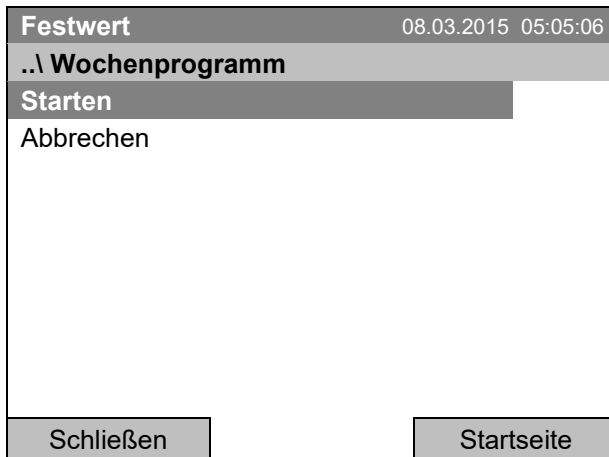 Festwert 08.03.2015 05:05:06
..\ Wochenprogramm
Starten
Abbrechen
Schließen Startseite